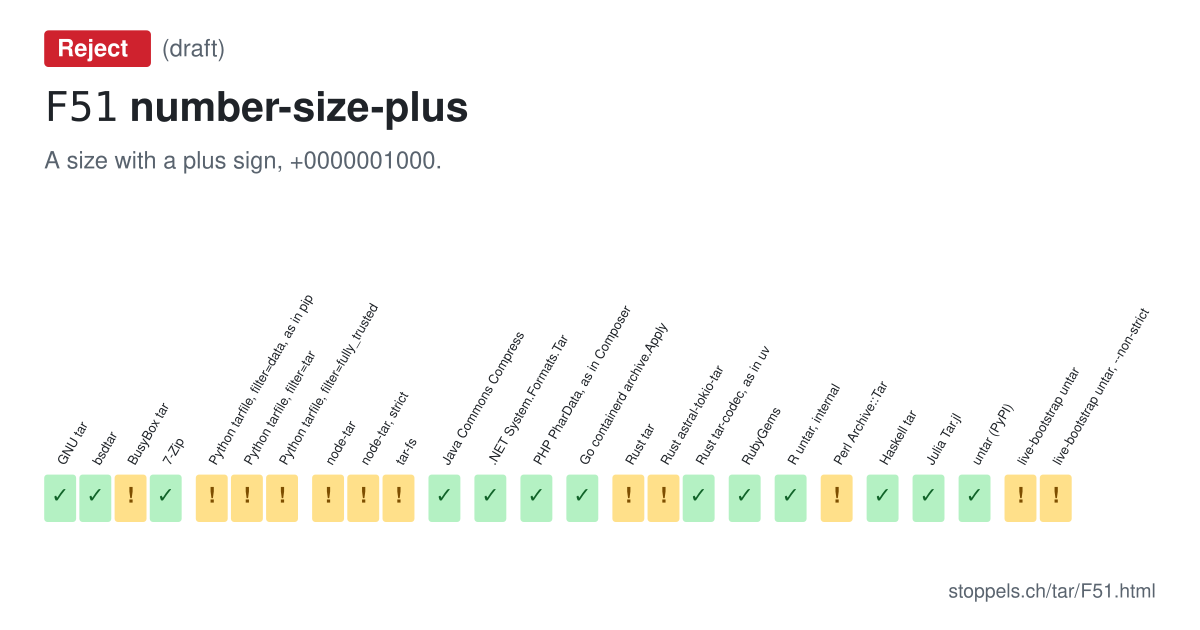 Reject (draft)
F51 number-size-plus
A size with a plus sign, +0000001000.
GNU tar
bsdtar
BusyBox tar
7-Zip
Python tarfile, filter=data, as in pip
Python tarfile, filter=tar
Python tarfile, filter=fully_trusted
node-tar
node-tar, strict
tar-fs
Java Commons Compress
.NET System.Formats.Tar
PHP PharData, as in Composer
Go containerd archive.Apply
Rust tar
Rust astral-tokio-tar
Rust tar-codec, as in uv
RubyGems
R untar, internal
Perl Archive::Tar
Haskell tar
Julia Tar.jl
untar (PyPI)
live-bootstrap untar
live-bootstrap untar, --non-strict
✓ ✓ ! ✓ ! ! ! ! ! ! ✓ ✓ ✓ ✓ ! ! ✓ ✓ ✓ ! ✓ ✓ ✓ ! !
stoppels.ch/tar/F51.html